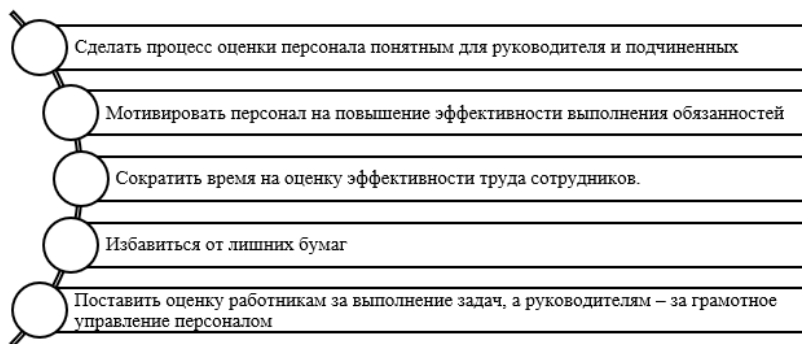 Сделать процесс оценки персонала понятным для руководителя и подчиненных
Мотивировать персонал на повышение эффективности выполнения обязанностей
Сократить время на оценку эффективности труда сотрудников.
Избавиться от лишних бумаг
Поставить оценку работникам за выполнение задач, а руководителям – за грамотное
управление персоналом